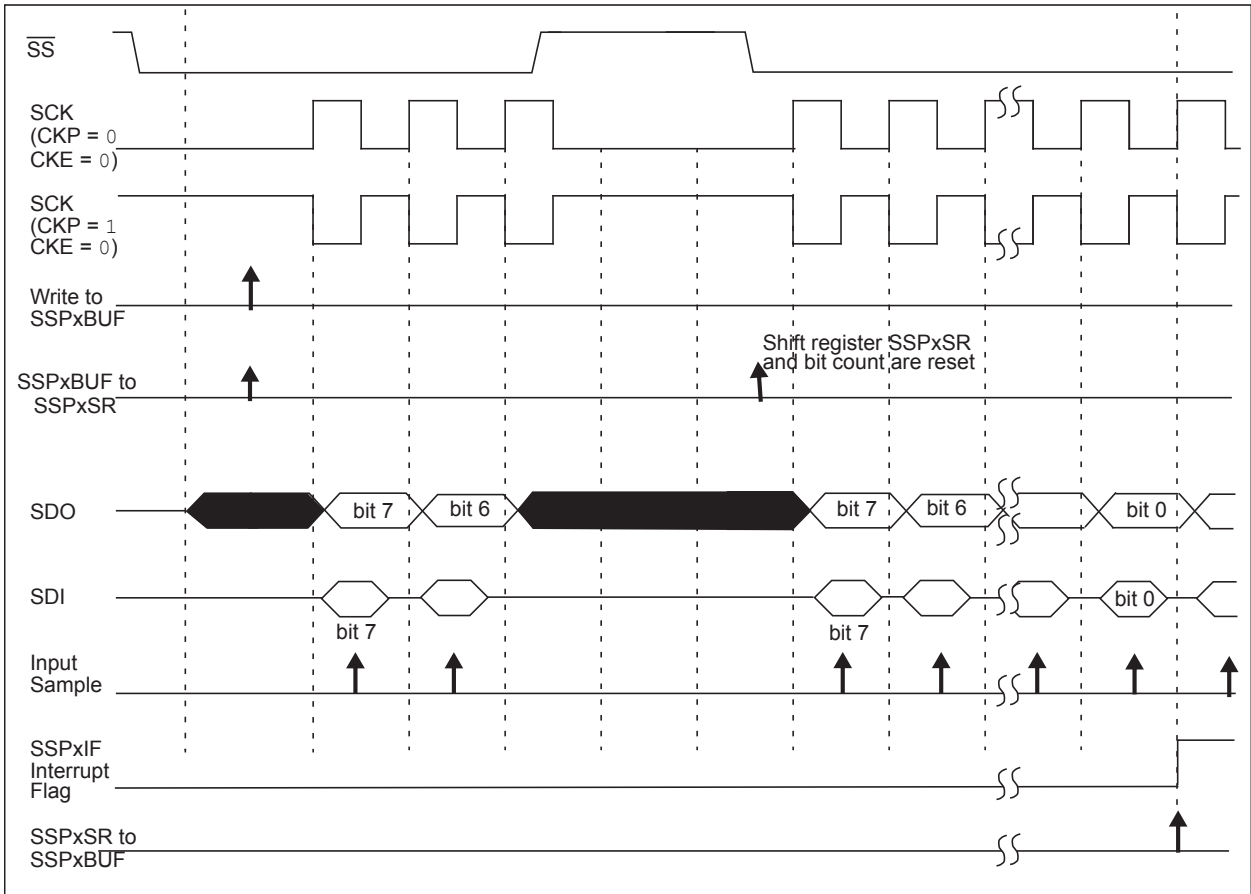 SS
SCK
(CKP = 0
CKE = 0)
SCK
(CKP = 1
CKE = 0)
Write to
SSPxBUF
Shift register SSPxSR
and bit count are reset
SSPxBUF to
SSPxSR
SDO
bit 7
bit 6
bit 7
bit 6
bit 0
SDI
bit 0
bit 7
bit 7
Input
Sample
SSPxIF
Interrupt
Flag
SSPxSR to
SSPxBUF